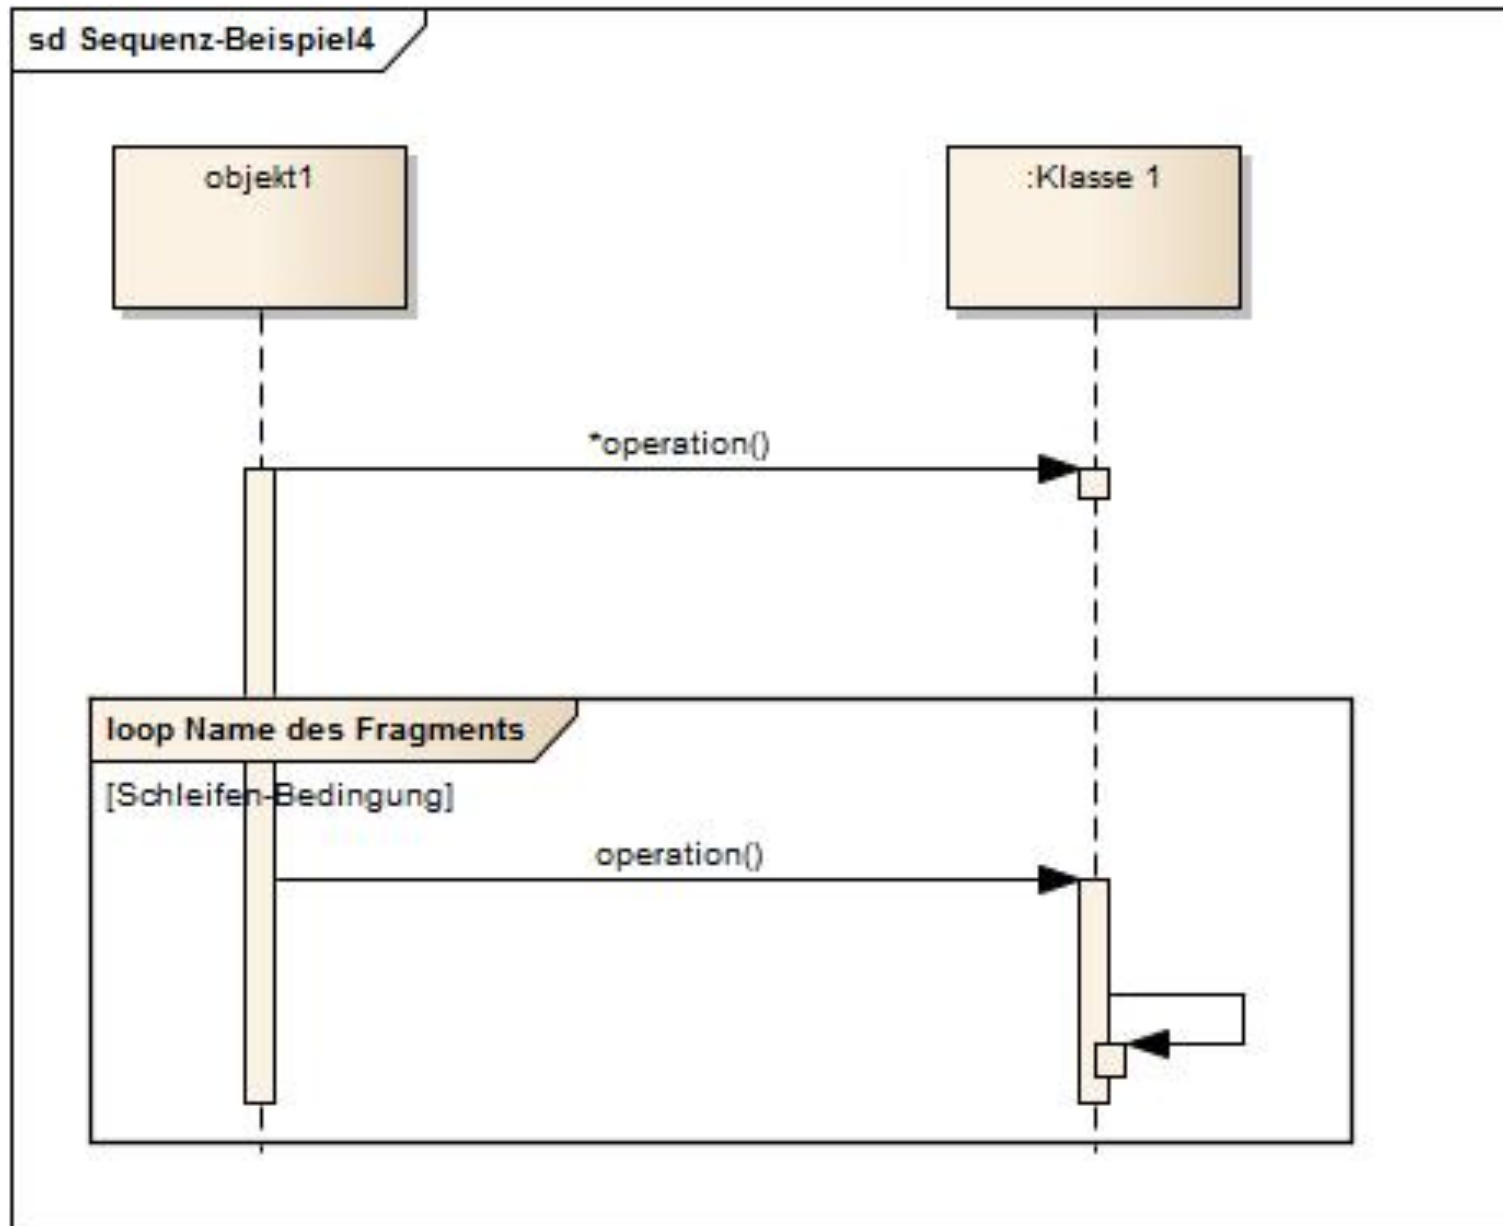 sd Sequenz-Beispiel4
objekt1
:Klasse 1
*operation()
loop Name des Fragments
[Schleifen-Bedingung]
operation()